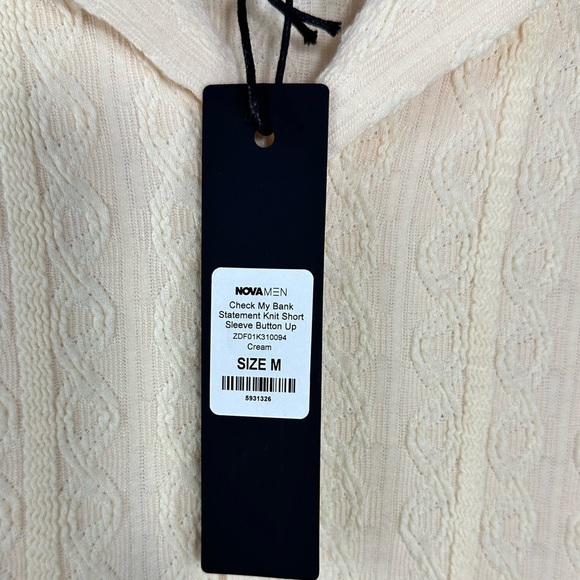 NOVAMEN
Check My Bank
Statement Knit Short
Sleeve Button Up
ZDF01K310094
Cream
SIZE M
5931326